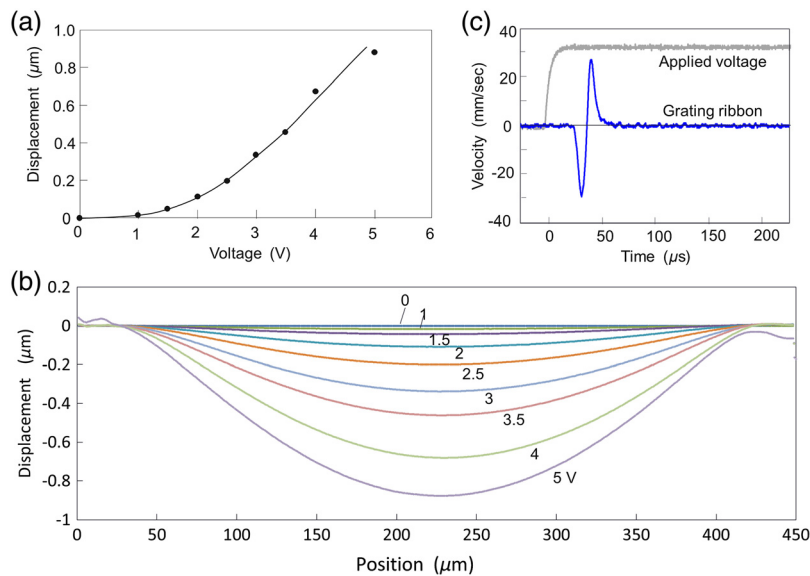 (a)
1.0
0.8
0.6
0.4
0.2
0
Displacement (μm)
0 1 2 3 4 5 6
Voltage (V)
(c)
40
20
0
-20
-40
Velocity (mm/sec)
Applied voltage
Grating ribbon
0 50 100 150 200
Time (μs)
(b)
0.2
0
-0.2
-0.4
-0.6
-0.8
-1
Displacement (μm)
0
1
1.5
2
2.5
3
3.5
4
5 V
0 50 100 150 200 250 300 350 400 450
Position (μm)